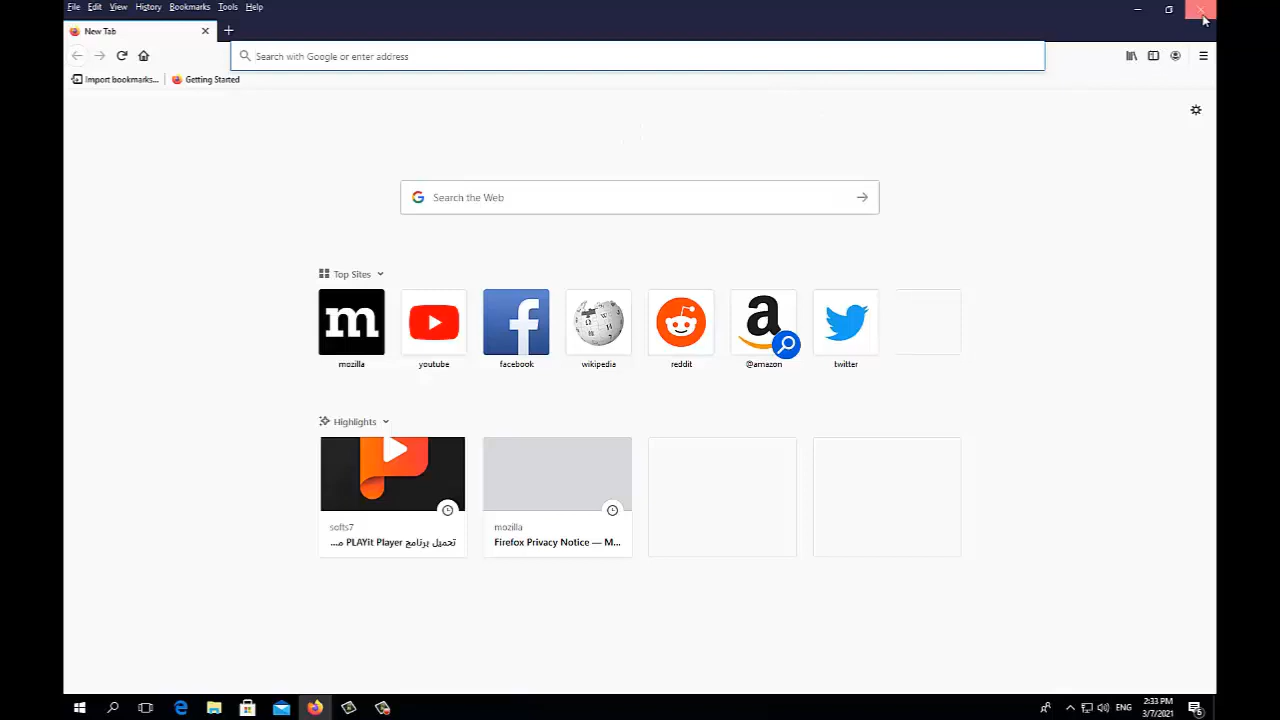 File Edit View History Bookmarks Tools Help
New Tab
Search with Google or enter address
Import bookmarks... Getting Started
Search the Web
Top Sites
m
mozilla youtube facebook wikipedia reddit @amazon twitter
Highlights
softs7 mozilla
تحميل برنامج PLAYit Player مـ... Firefox Privacy Notice — M...
ENG 2:33 PM
3/7/2021